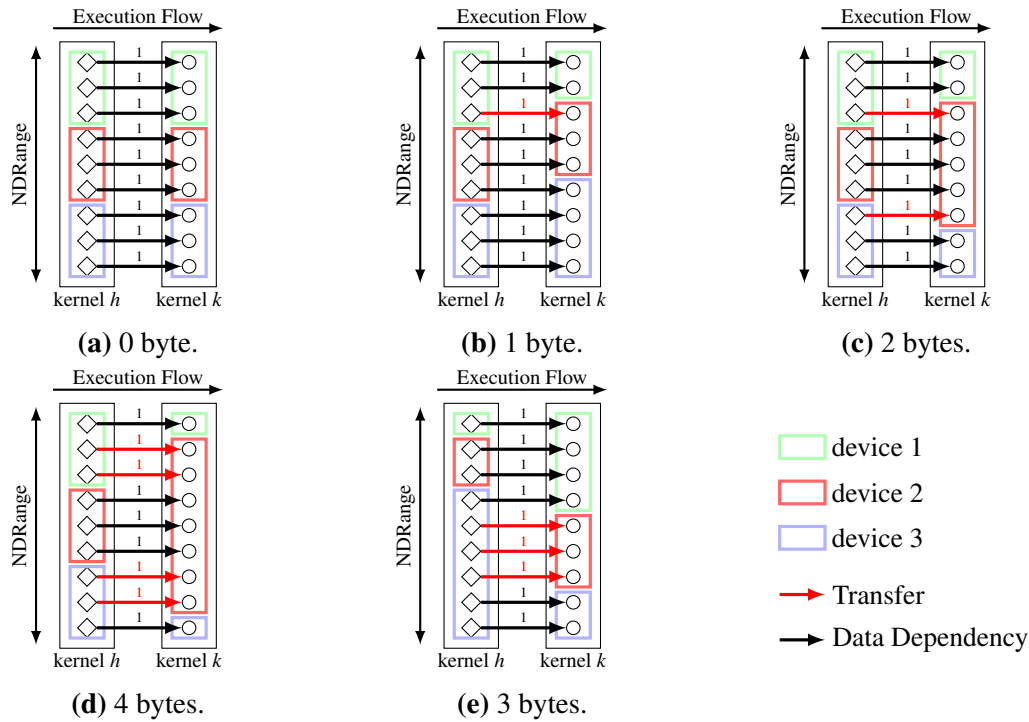 Execution Flow
NDRange
1
1
1
1
1
1
1
1
1
kernel h
kernel k
(a) 0 byte.
Execution Flow
NDRange
1
1
1
1
1
1
1
1
1
kernel h
kernel k
(b) 1 byte.
Execution Flow
NDRange
1
1
1
1
1
1
1
1
1
kernel h
kernel k
(c) 2 bytes.
Execution Flow
NDRange
1
1
1
1
1
1
1
1
1
kernel h
kernel k
(d) 4 bytes.
Execution Flow
NDRange
1
1
1
1
1
1
1
1
1
kernel h
kernel k
(e) 3 bytes.
device 1
device 2
device 3
Transfer
Data Dependency